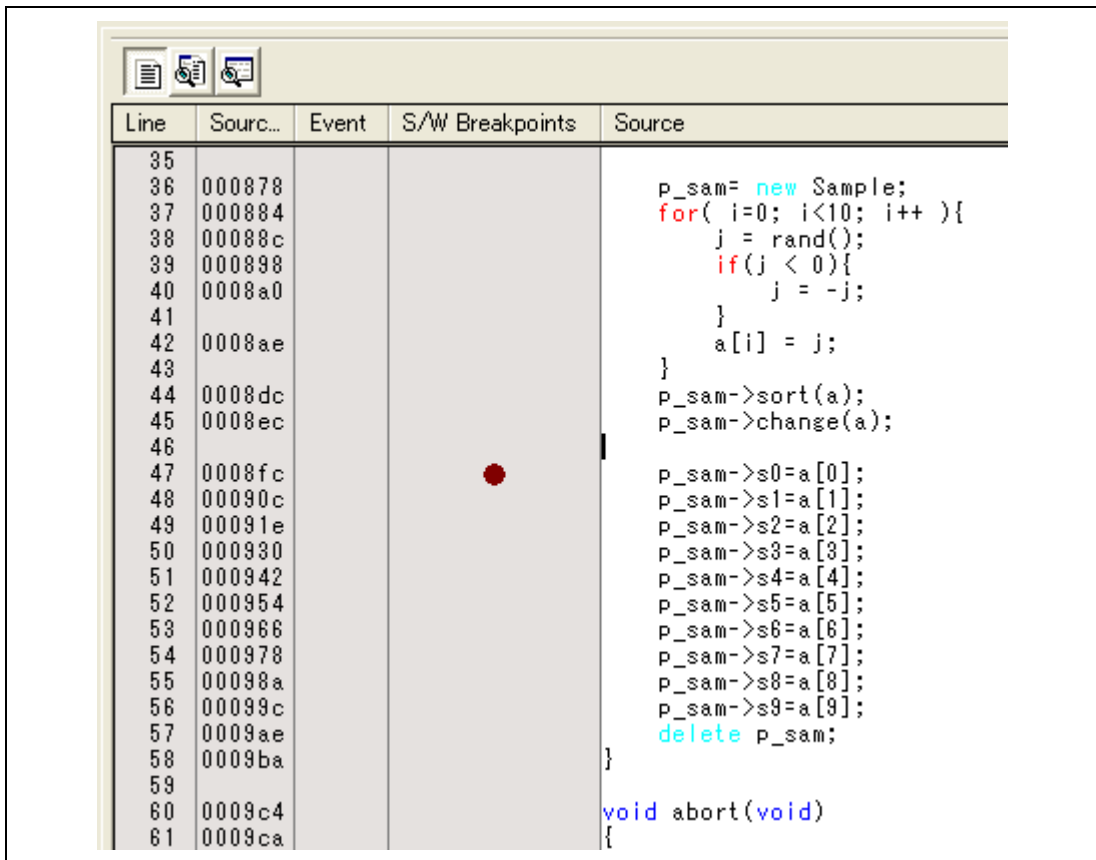 Line Sourc... Event S/W Breakpoints Source
35
36 000878 p_sam= new Sample;
37 000884 for( i=0; i<10; i++ ){
38 00088c j = rand();
39 000898 if(j < 0){
40 0008a0 j = -j;
41 }
42 0008ae a[i] = j;
43 }
44 0008dc p_sam->sort(a);
45 0008ec p_sam->change(a);
46
47 0008fc p_sam->s0=a[0];
48 00090c p_sam->s1=a[1];
49 00091e p_sam->s2=a[2];
50 000930 p_sam->s3=a[3];
51 000942 p_sam->s4=a[4];
52 000954 p_sam->s5=a[5];
53 000966 p_sam->s6=a[6];
54 000978 p_sam->s7=a[7];
55 00098a p_sam->s8=a[8];
56 00099c p_sam->s9=a[9];
57 0009ae delete p_sam;
58 0009ba }
59
60 0009c4 void abort(void)
61 0009ca {